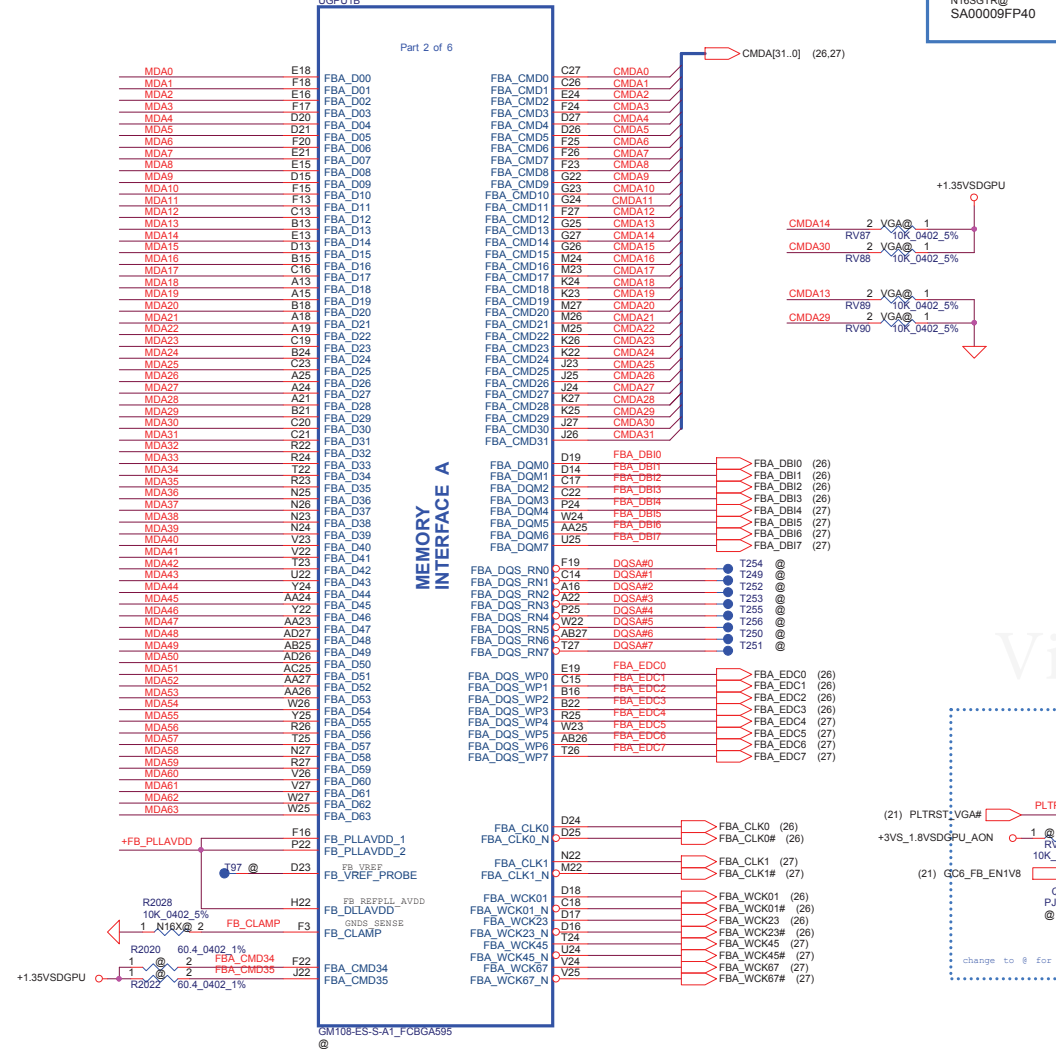 UGPU1B
N16SGTR@
SA00009FP40
Part 2 of 6
CMDA[31..0] (26,27)
MDA0 E18 FBA_D00
MDA1 F18 FBA_D01
MDA2 E16 FBA_D02
MDA3 F17 FBA_D03
MDA4 D20 FBA_D04
MDA5 D21 FBA_D05
MDA6 F20 FBA_D06
MDA7 E21 FBA_D07
MDA8 E15 FBA_D08
MDA9 D15 FBA_D09
MDA10 F15 FBA_D10
MDA11 F13 FBA_D11
MDA12 C13 FBA_D12
MDA13 B13 FBA_D13
MDA14 E13 FBA_D14
MDA15 D13 FBA_D15
MDA16 B15 FBA_D16
MDA17 C16 FBA_D17
MDA18 A13 FBA_D18
MDA19 A15 FBA_D19
MDA20 B18 FBA_D20
MDA21 A18 FBA_D21
MDA22 A19 FBA_D22
MDA23 C19 FBA_D23
MDA24 B24 FBA_D24
MDA25 C23 FBA_D25
MDA26 A25 FBA_D26
MDA27 A24 FBA_D27
MDA28 A21 FBA_D28
MDA29 B21 FBA_D29
MDA30 C20 FBA_D30
MDA31 C21 FBA_D31
MDA32 R22 FBA_D32
MDA33 R24 FBA_D33
MDA34 T22 FBA_D34
MDA35 R23 FBA_D35
MDA36 N25 FBA_D36
MDA37 N26 FBA_D37
MDA38 N23 FBA_D38
MDA39 N24 FBA_D39
MDA40 V23 FBA_D40
MDA41 V22 FBA_D41
MDA42 T23 FBA_D42
MDA43 U22 FBA_D43
MDA44 Y24 FBA_D44
MDA45 AA24 FBA_D45
MDA46 Y22 FBA_D46
MDA47 AA23 FBA_D47
MDA48 AD27 FBA_D48
MDA49 AB25 FBA_D49
MDA50 AD26 FBA_D50
MDA51 AC25 FBA_D51
MDA52 AA27 FBA_D52
MDA53 AA26 FBA_D53
MDA54 W26 FBA_D54
MDA55 Y25 FBA_D55
MDA56 R26 FBA_D56
MDA57 T25 FBA_D57
MDA58 N27 FBA_D58
MDA59 R27 FBA_D59
MDA60 V26 FBA_D60
MDA61 V27 FBA_D61
MDA62 W27 FBA_D62
MDA63 W25 FBA_D63
+FB_PLLAVDD F16 FBA_PLLAVDD_1
P22 FB_PLLAVDD_2
T97 @ D23 FB_VREF
FB_VREF_PROBE
H22 FB_REFPLL_AVDD
FB_DLLAVDD
R2028
10K_0402_5%
1 N16X@ 2 FB_CLAMP F3 GNDS_SENSE
FB_CLAMP
R2020 60.4_0402_1%
1 @ 2 FB_CMD34 F22 FBA_CMD34
+1.35VSDGPU 1 @ 2 FB_CMD35 J22 FBA_CMD35
R2022 60.4_0402_1%
MEMORY
INTERFACE A
FBA_CMD0 C27 CMDA0
FBA_CMD1 C26 CMDA1
FBA_CMD2 E24 CMDA2
FBA_CMD3 F24 CMDA3
FBA_CMD4 D27 CMDA4
FBA_CMD5 D26 CMDA5
FBA_CMD6 F25 CMDA6
FBA_CMD7 F26 CMDA7
FBA_CMD8 F23 CMDA8
FBA_CMD9 G22 CMDA9
FBA_CMD10 G23 CMDA10
FBA_CMD11 G24 CMDA11
FBA_CMD12 F27 CMDA12
FBA_CMD13 G25 CMDA13
FBA_CMD14 G27 CMDA14
FBA_CMD15 G26 CMDA15
FBA_CMD16 M24 CMDA16
FBA_CMD17 M23 CMDA17
FBA_CMD18 K24 CMDA18
FBA_CMD19 K23 CMDA19
FBA_CMD20 M27 CMDA20
FBA_CMD21 M26 CMDA21
FBA_CMD22 M25 CMDA22
FBA_CMD23 K26 CMDA23
FBA_CMD24 K22 CMDA24
FBA_CMD25 J23 CMDA25
FBA_CMD26 J25 CMDA26
FBA_CMD27 J24 CMDA27
FBA_CMD28 K27 CMDA28
FBA_CMD29 K25 CMDA29
FBA_CMD30 J27 CMDA30
FBA_CMD31 J26 CMDA31
FBA_DQM0 D19 FBA_DBI0 FBA_DBI0 (26)
FBA_DQM1 D14 FBA_DBI1 FBA_DBI1 (26)
FBA_DQM2 C17 FBA_DBI2 FBA_DBI2 (26)
FBA_DQM3 C22 FBA_DBI3 FBA_DBI3 (26)
FBA_DQM4 P24 FBA_DBI4 FBA_DBI4 (27)
FBA_DQM5 W24 FBA_DBI5 FBA_DBI5 (27)
FBA_DQM6 AA25 FBA_DBI6 FBA_DBI6 (27)
FBA_DQM7 U25 FBA_DBI7 FBA_DBI7 (27)
FBA_DQS_RN0 F19 DQSA#0 T254 @
FBA_DQS_RN1 C14 DQSA#1 T249 @
FBA_DQS_RN2 A16 DQSA#2 T252 @
FBA_DQS_RN3 A22 DQSA#3 T253 @
FBA_DQS_RN4 P25 DQSA#4 T255 @
FBA_DQS_RN5 W22 DQSA#5 T256 @
FBA_DQS_RN6 AB27 DQSA#6 T250 @
FBA_DQS_RN7 T27 DQSA#7 T251 @
FBA_DQS_WP0 E19 FBA_EDC0 FBA_EDC0 (26)
FBA_DQS_WP1 C15 FBA_EDC1 FBA_EDC1 (26)
FBA_DQS_WP2 B16 FBA_EDC2 FBA_EDC2 (26)
FBA_DQS_WP3 B22 FBA_EDC3 FBA_EDC3 (26)
FBA_DQS_WP4 R25 FBA_EDC4 FBA_EDC4 (27)
FBA_DQS_WP5 W23 FBA_EDC5 FBA_EDC5 (27)
FBA_DQS_WP6 AB26 FBA_EDC6 FBA_EDC6 (27)
FBA_DQS_WP7 T26 FBA_EDC7 FBA_EDC7 (27)
FBA_CLK0 D24 FBA_CLK0 (26)
FBA_CLK0_N D25 FBA_CLK0# (26)
FBA_CLK1 N22 FBA_CLK1 (27)
FBA_CLK1_N M22 FBA_CLK1# (27)
FBA_WCK01 D18 FBA_WCK01 (26)
FBA_WCK01_N C18 FBA_WCK01# (26)
FBA_WCK23 D17 FBA_WCK23 (26)
FBA_WCK23_N D16 FBA_WCK23# (26)
FBA_WCK45 T24 FBA_WCK45 (27)
FBA_WCK45_N U24 FBA_WCK45# (27)
FBA_WCK67 V24 FBA_WCK67 (27)
FBA_WCK67_N V25 FBA_WCK67# (27)
GM108-ES-S-A1_FCBGA595
@
+1.35VSDGPU
CMDA14 2 VGA@ 1
RV87 10K_0402_5%
CMDA30 2 VGA@ 1
RV88 10K_0402_5%
CMDA13 2 VGA@ 1
RV89 10K_0402_5%
CMDA29 2 VGA@ 1
RV90 10K_0402_5%
Vi
(21) PLTRST_VGA# PLT
+3VS_1.8VSDGPU_AON 1 @
RV
10K_
(21) GC6_FB_EN1V8
PJ
@
change to @ for